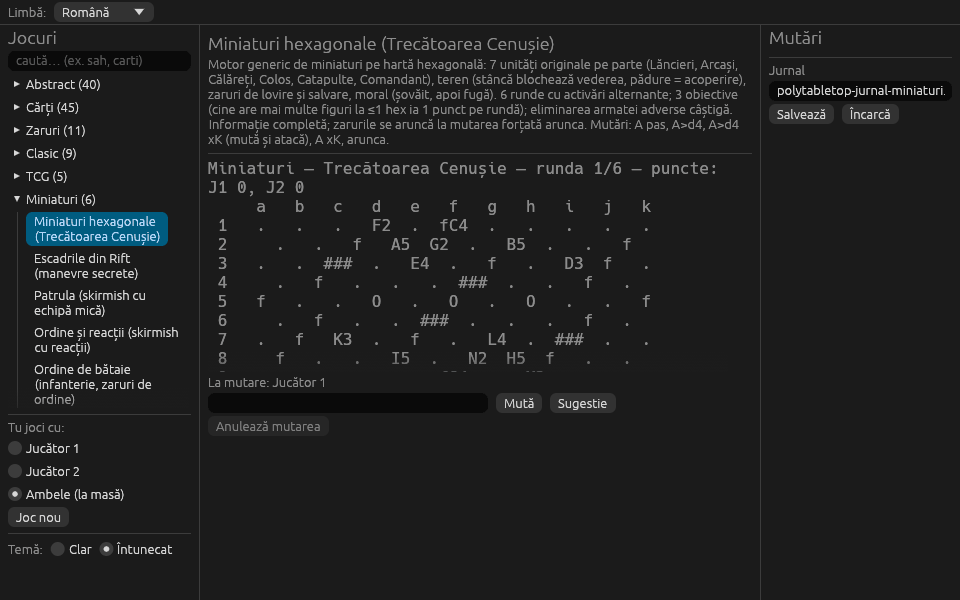 Limbă: Română
Jocuri
caută... (ex. sah, carti)
Abstract (40)
Cărți (45)
Zaruri (11)
Clasic (9)
TCG (5)
Miniaturi (6)
Miniaturi hexagonale
(Trecătoarea Cenușie)
Escadrile din Rift
(manevre secrete)
Patrula (skirmish cu
echipă mică)
Ordine și reacții (skirmish
cu reacții)
Ordine de bătaie
(infanterie, zaruri de
ordine)
Tu joci cu:
Jucător 1
Jucător 2
Ambele (la masă)
Joc nou
Temă: Clar Întunecat
Miniaturi hexagonale (Trecătoarea Cenușie)
Motor generic de miniaturi pe hartă hexagonală: 7 unități originale pe parte (Lăncieri, Arcași,
Călăreți, Colos, Catapulte, Comandant), teren (stâncă blochează vederea, pădure = acoperire),
zaruri de lovire și salvare, moral (șovăit, apoi fugă). 6 runde cu activări alternante; 3 obiective
(cine are mai multe figuri la ≤1 hex ia 1 punct pe rundă); eliminarea armatei adverse câștigă.
Informație completă; zarurile se aruncă la mutarea forțată arunca. Mutări: A pas, A>d4, A>d4
xK (mută și atacă), A xK, arunca.
Miniaturi — Trecătoarea Cenușie — runda 1/6 — puncte:
J1 0, J2 0
a b c d e f g h i j k
1 . . . F2 . fC4 . . . . .
2 . . f A5 G2 . B5 . . f
3 . . ### . E4 . f . D3 f .
4 . f . . . ### . . f .
5 f . . O . O . O . . f
6 . f . . ### . . . f .
7 . f K3 . f . L4 . ### . .
8 f . . I5 . N2 H5 f . .
La mutare: Jucător 1
Mută Sugestie
Anulează mutarea
Mutări
Jurnal
polytabletop-jurnal-miniaturi.
Salvează Încarcă